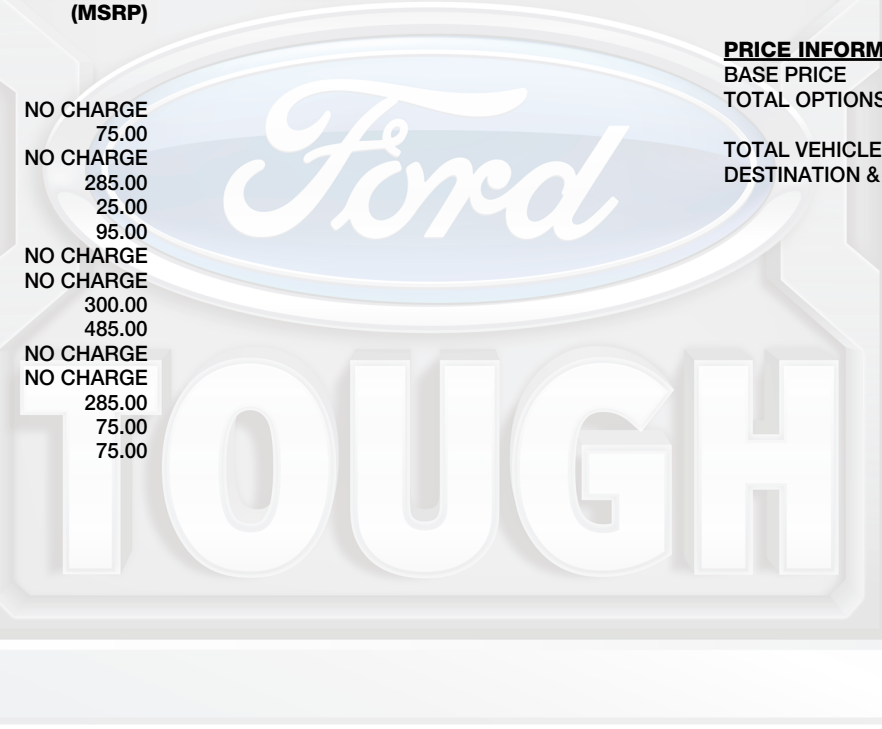 (MSRP)
NO CHARGE
75.00
NO CHARGE
285.00
25.00
95.00
NO CHARGE
NO CHARGE
300.00
485.00
NO CHARGE
NO CHARGE
285.00
75.00
75.00
PRICE INFORM
BASE PRICE
TOTAL OPTIONS
TOTAL VEHICLE
DESTINATION &
Ford
TOUGH